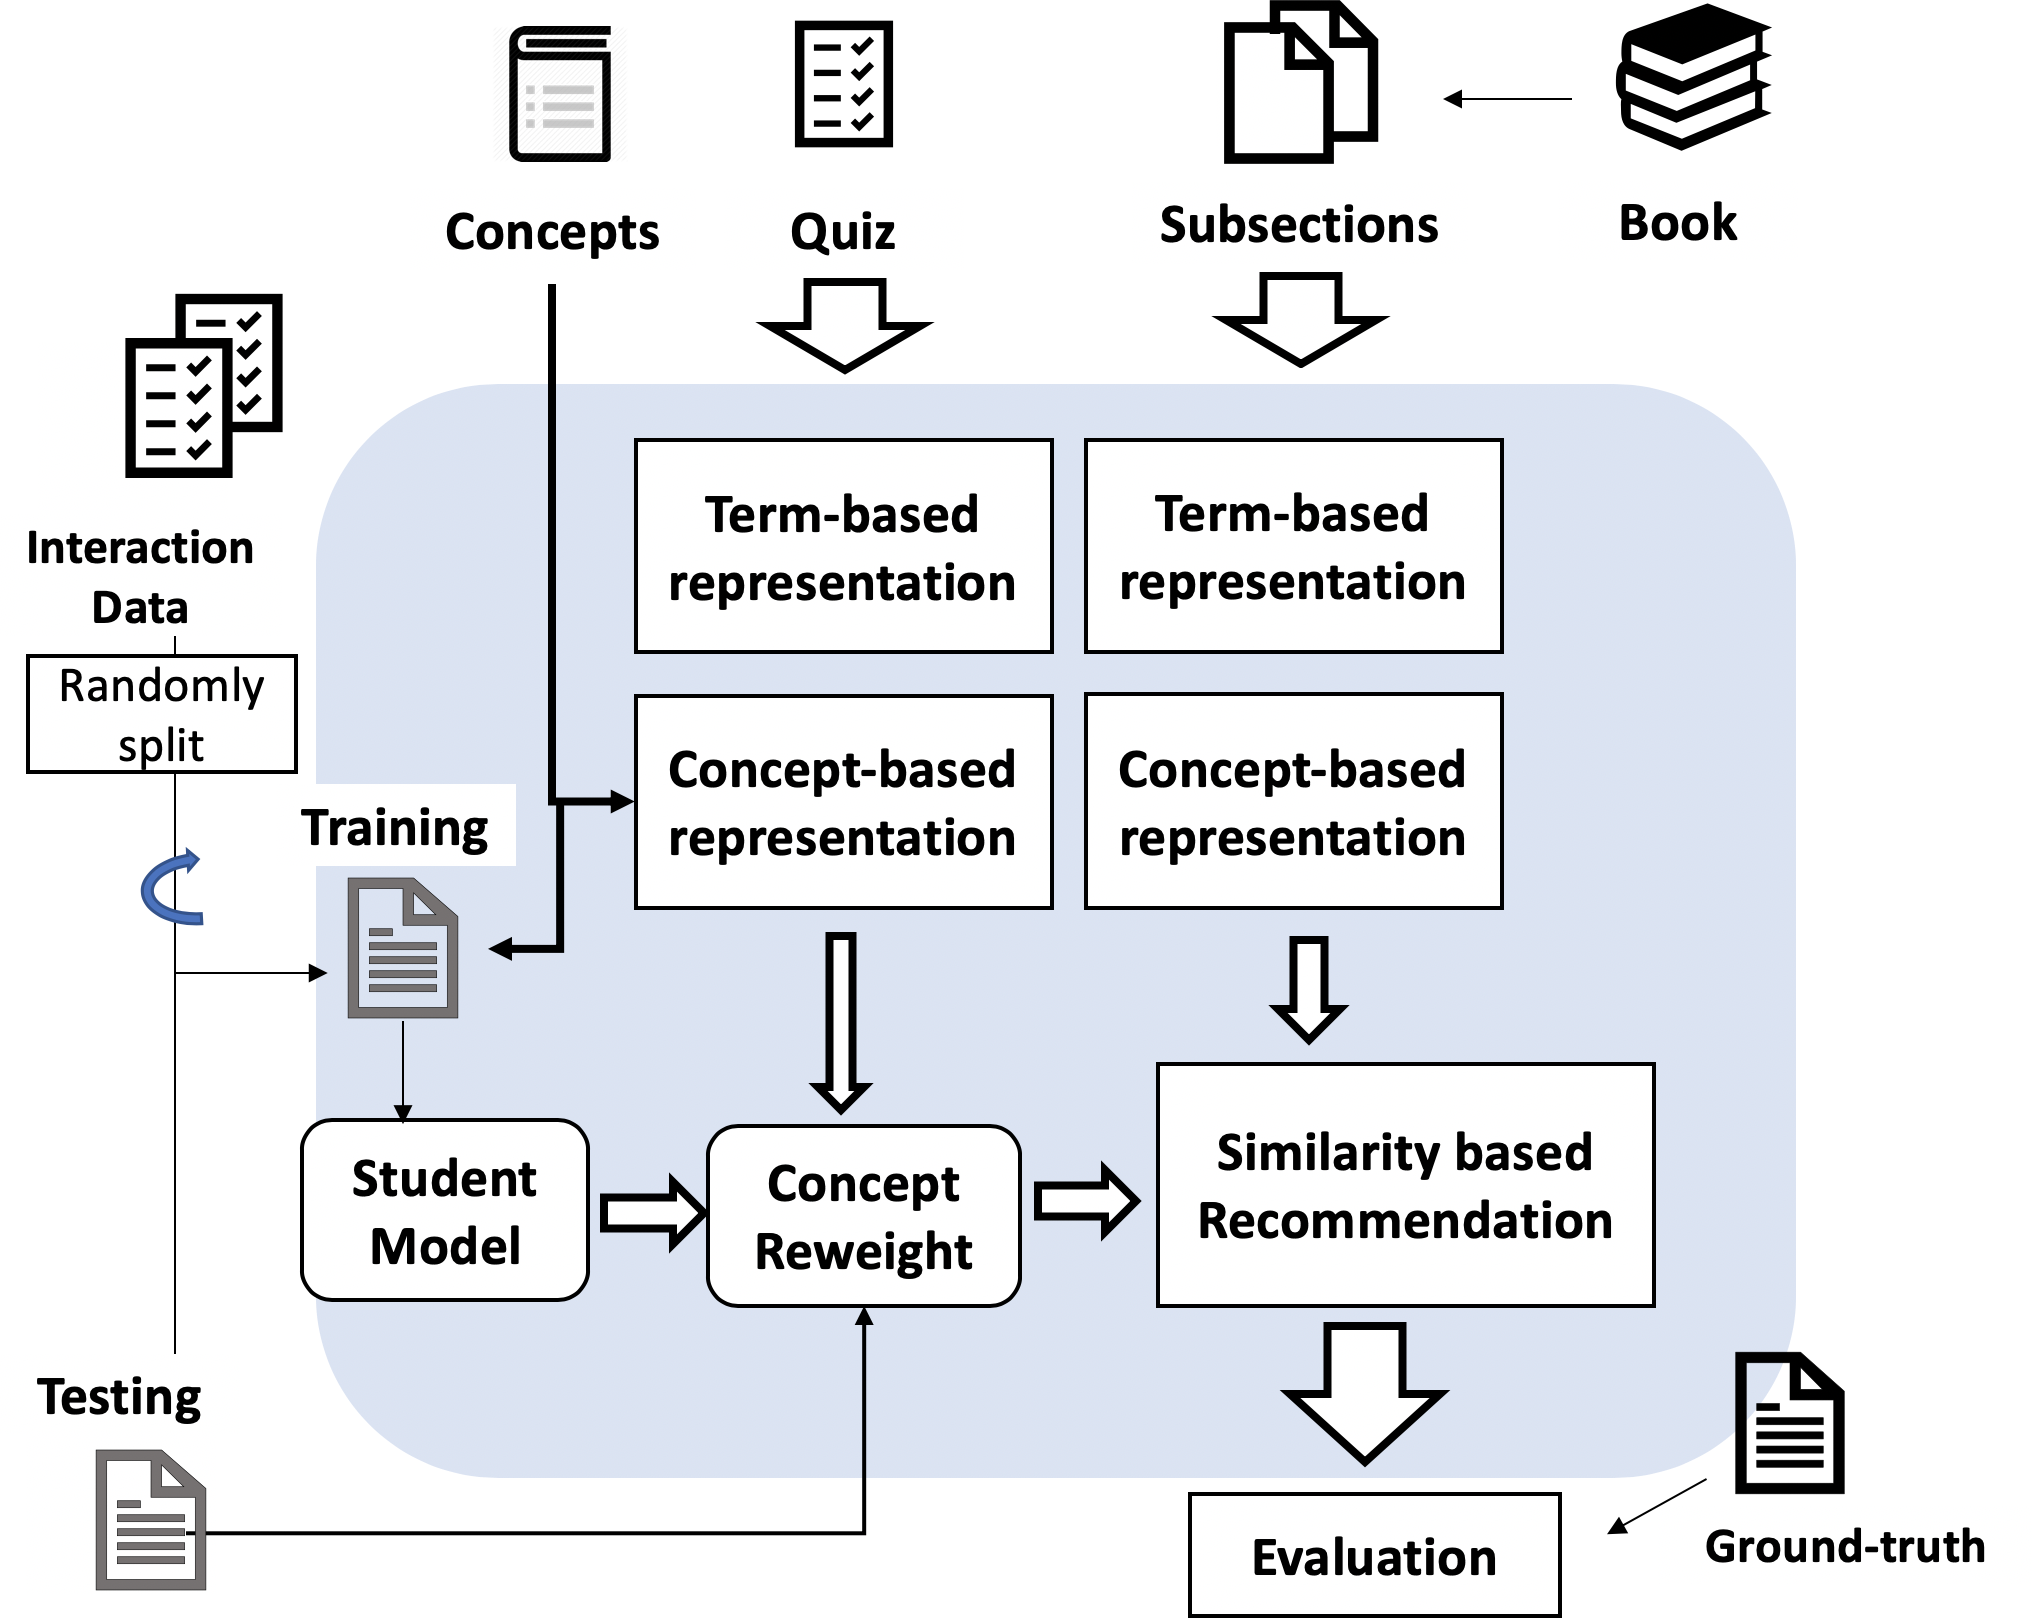 Concepts
Quiz
Subsections
Book
Interaction
Data
Randomly
split
Term-based
representation
Term-based
representation
Concept-based
representation
Concept-based
representation
Training
Student
Model
Concept
Reweight
Similarity based
Recommendation
Testing
Evaluation
Ground-truth